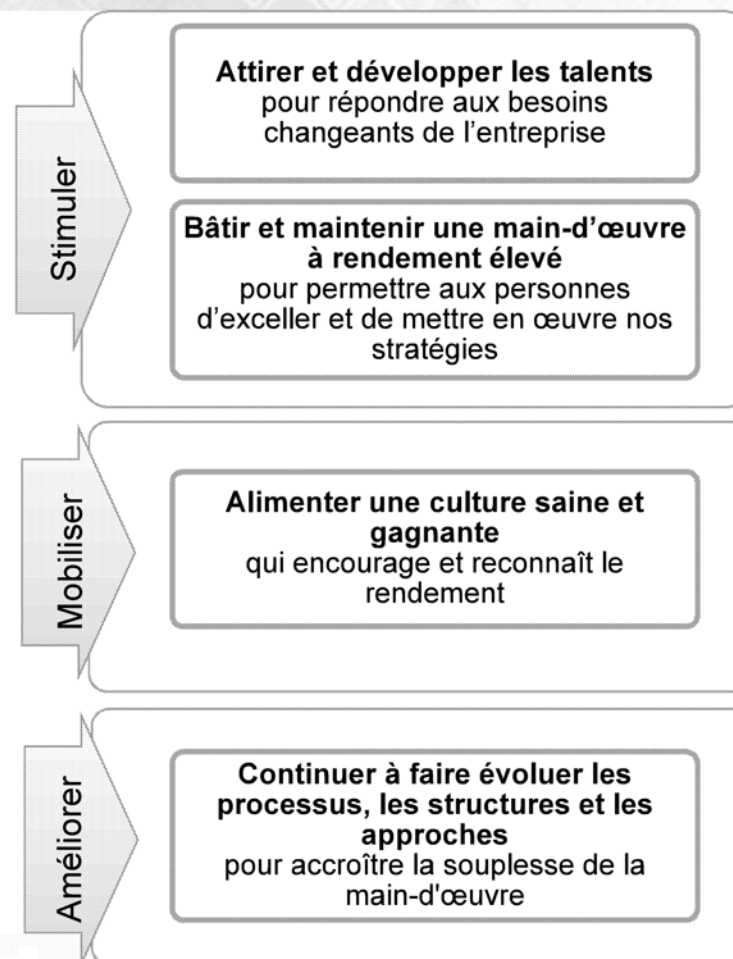 Stimuler
Attirer et développer les talents
pour répondre aux besoins
changeants de l’entreprise
Bâtir et maintenir une main-d’œuvre
à rendement élevé
pour permettre aux personnes
d’exceller et de mettre en œuvre nos
stratégies
Mobiliser
Alimenter une culture saine et
gagnante
qui encourage et reconnaît le
rendement
Améliorer
Continuer à faire évoluer les
processus, les structures et les
approches
pour accroître la souplesse de la
main-d'œuvre